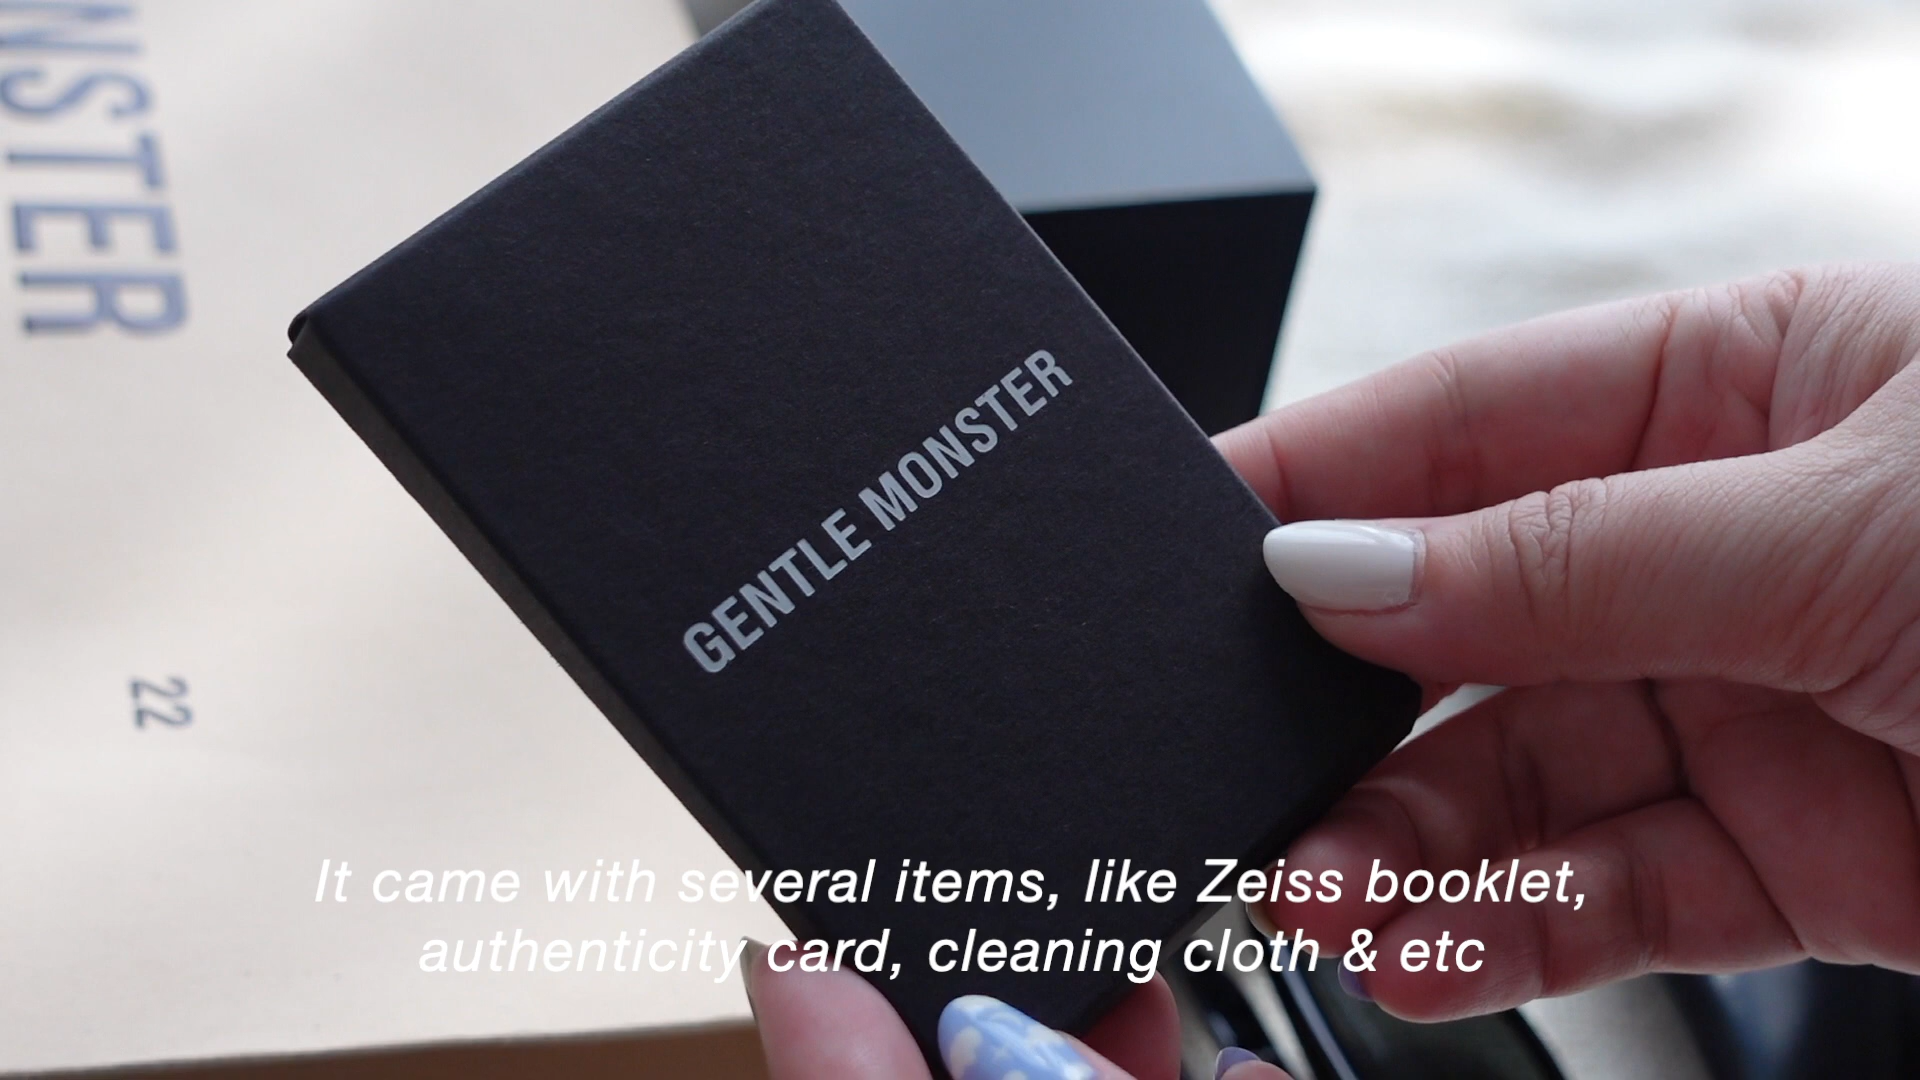 NSTER
22
GENTLE MONSTER
It came with several items, like Zeiss booklet,
authenticity card, cleaning cloth & etc